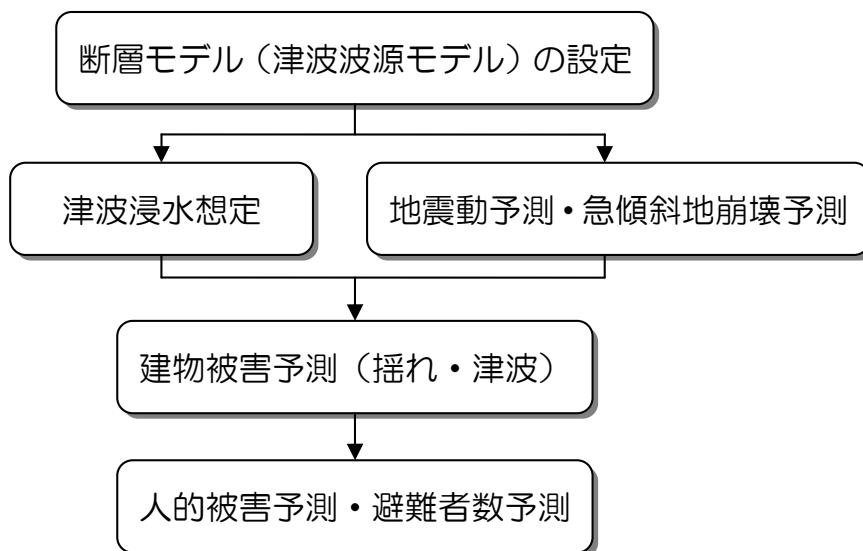 断層モデル（津波波源モデル）の設定
津波浸水想定
地震動予測・急傾斜地崩壊予測
建物被害予測（揺れ・津波）
人的被害予測・避難者数予測